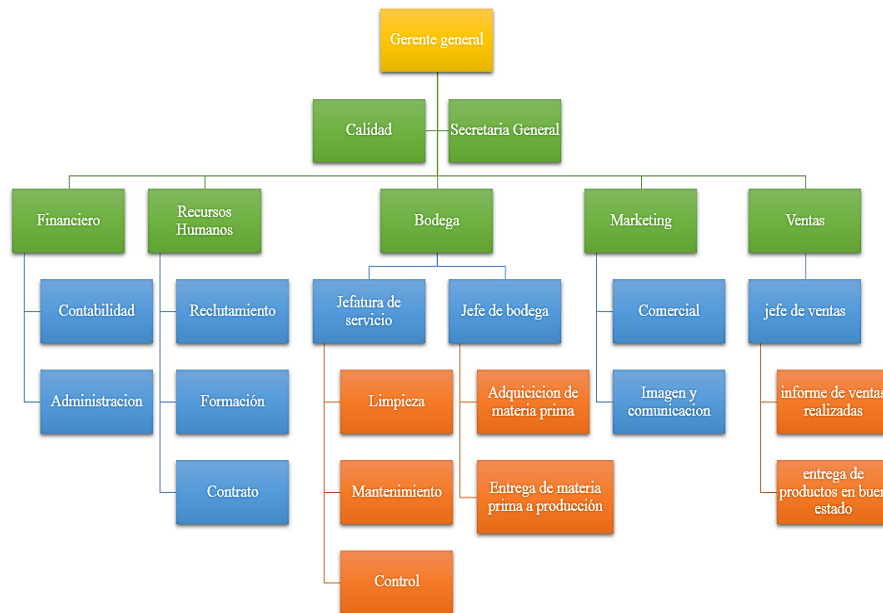 Gerente general
Calidad
Secretaria General
Financiero
Recursos
Humanos
Bodega
Marketing
Ventas
Contabilidad
Reclutamiento
Jefatura de
servicio
Jefe de bodega
Comercial
jefe de ventas
Administracion
Formación
Limpieza
Adquicicion de
materia prima
Imagen y
comunicacion
informe de ventas
realizadas
Contrato
Mantenimiento
Entrega de materia
prima a producción
entrega de
productos en buen
estado
Control